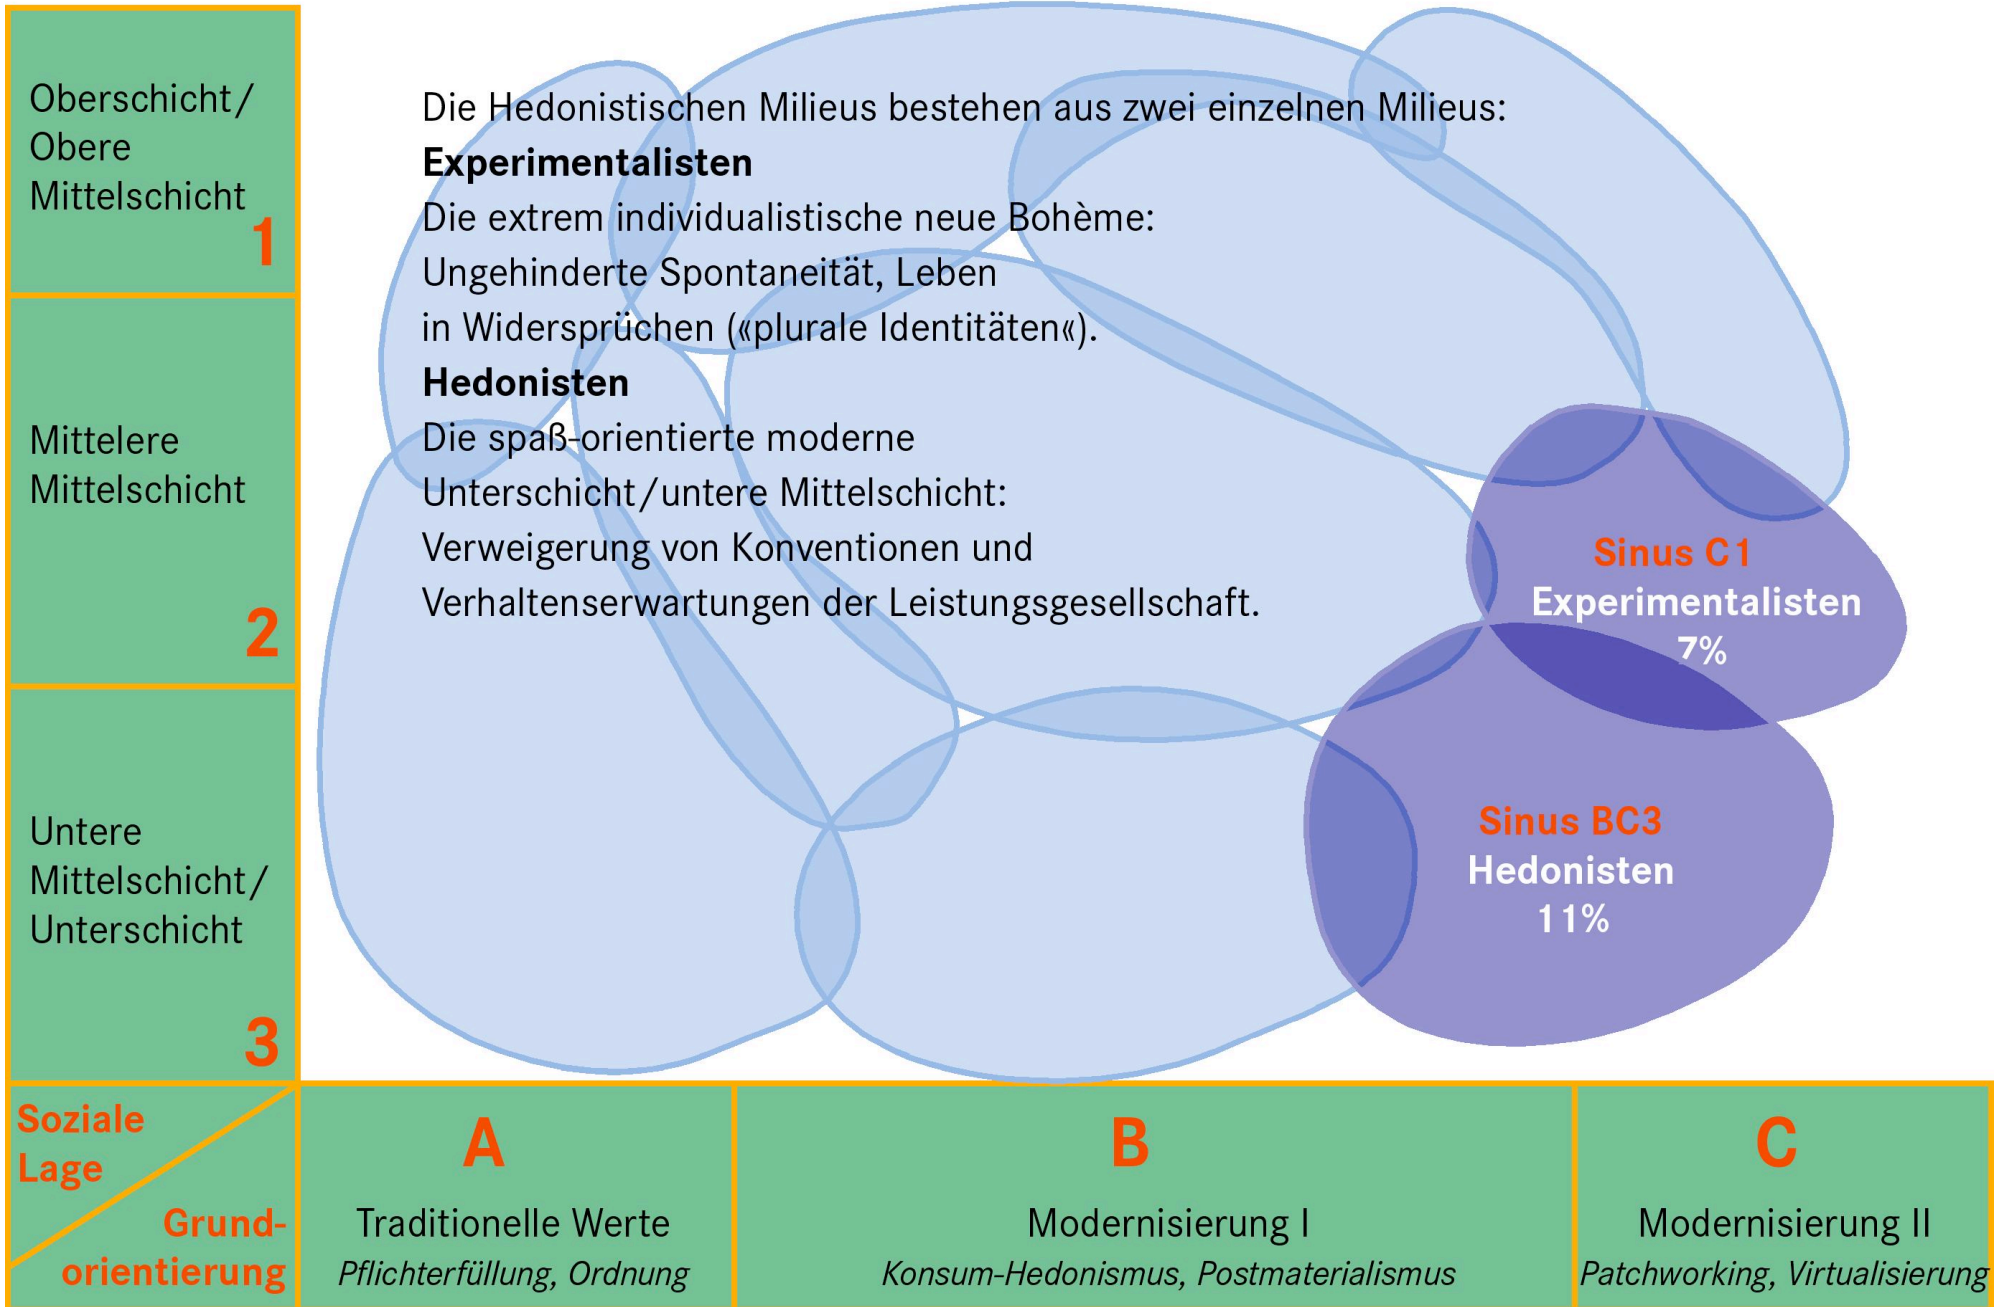 Oberschicht/
Obere
Mittelschicht
1
Mittelere
Mittelschicht
2
Untere
Mittelschicht/
Unterschicht
3
Die Hedonistischen Milieus bestehen aus zwei einzelnen Milieus:
Experimentalisten
Die extrem individualistische neue Bohème:
Ungehinderte Spontaneität, Leben
in Widersprüchen («plurale Identitäten«).
Hedonisten
Die spaß-orientierte moderne
Unterschicht/untere Mittelschicht:
Verweigerung von Konventionen und
Verhaltenserwartungen der Leistungsgesellschaft.
Sinus C1
Experimentalisten
7%
Sinus BC3
Hedonisten
11%
Soziale
Lage
Grund-
orientierung
A
Traditionelle Werte
Pflichterfüllung, Ordnung
B
Modernisierung I
Konsum-Hedonismus, Postmaterialismus
C
Modernisierung II
Patchworking, Virtualisierung